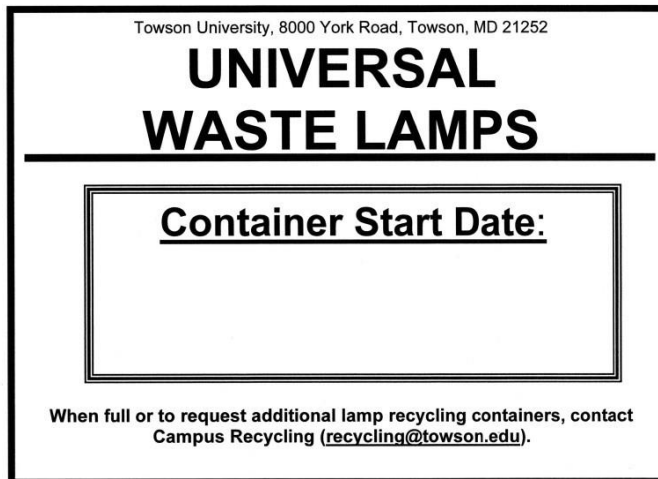 Towson University, 8000 York Road, Towson, MD 21252
UNIVERSAL
WASTE LAMPS
Container Start Date:
When full or to request additional lamp recycling containers, contact
Campus Recycling (recycling@towson.edu).